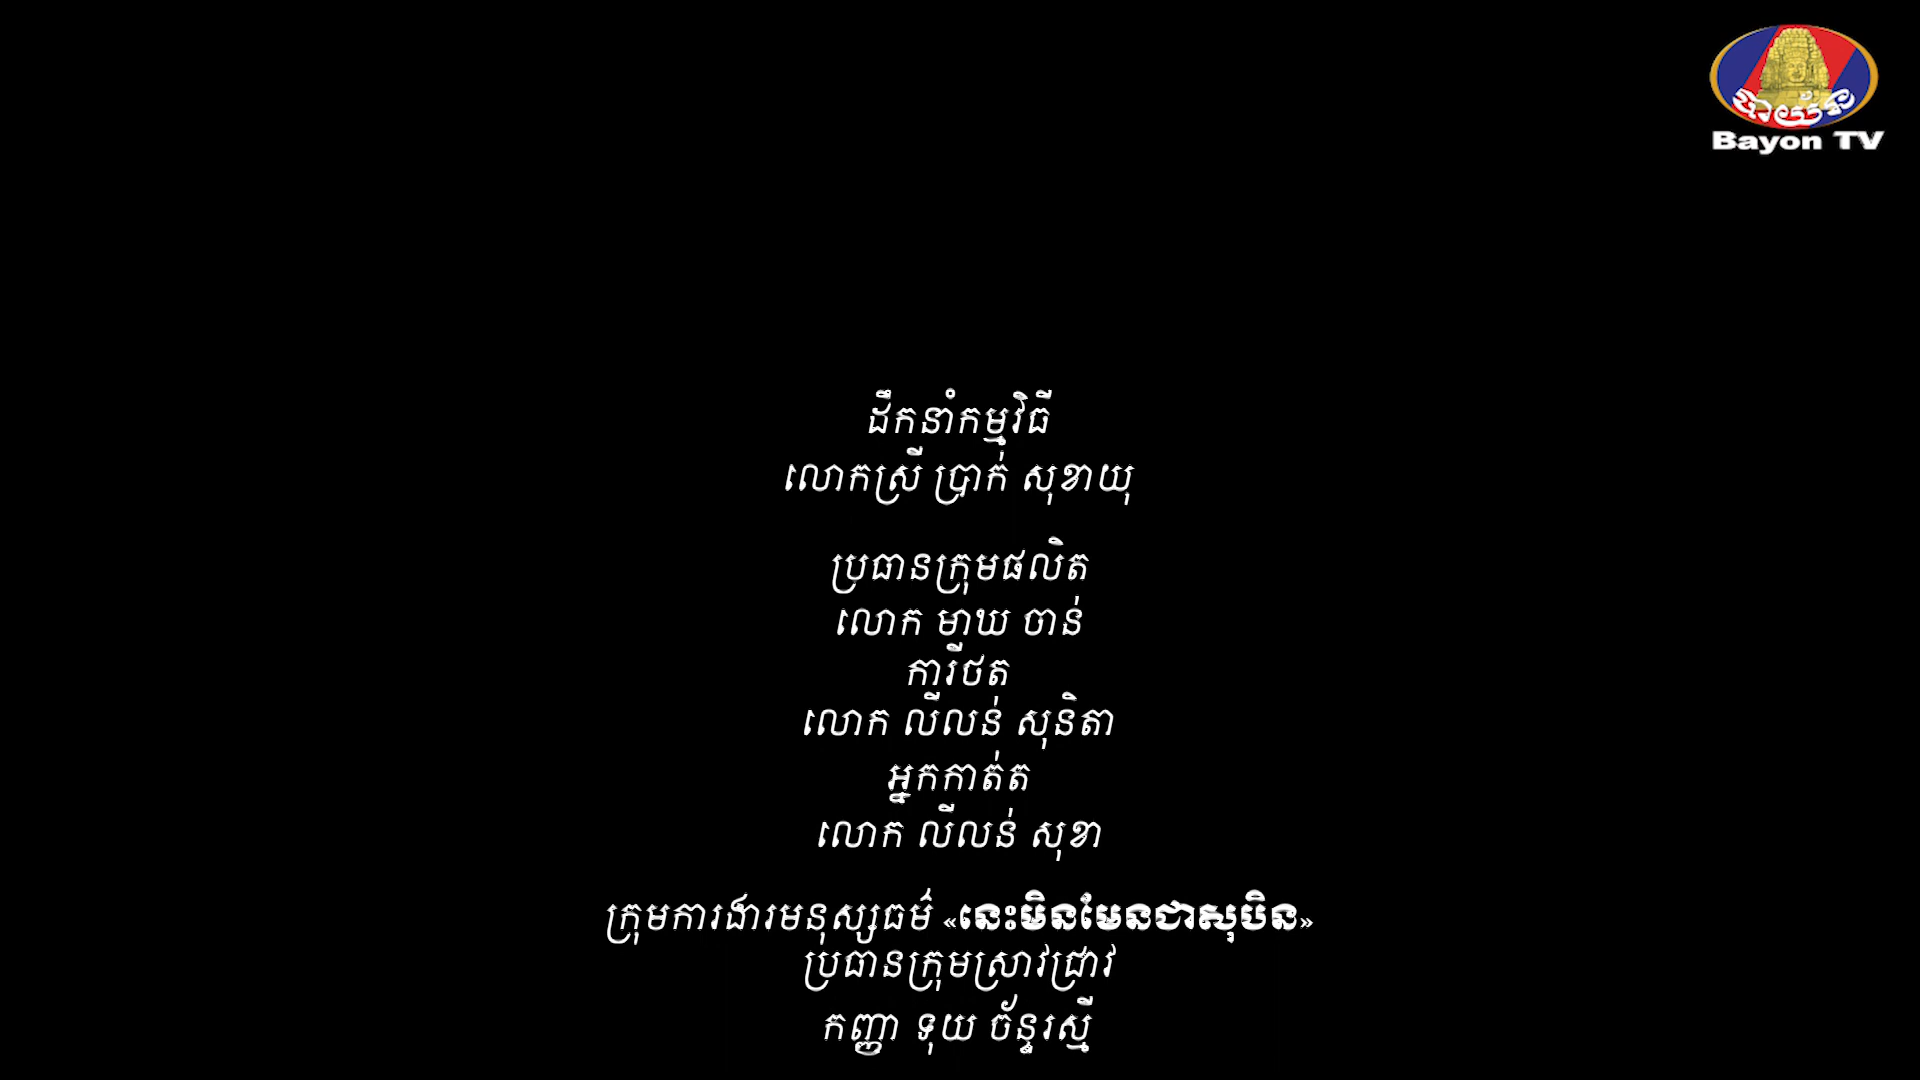 បាយ័ន
Bayon TV
ដឹកនាំកម្មវិធី
លោកស្រី ប្រាក់ សុខាយុ
ប្រធានក្រុមផលិត
លោក មាឃ ចាន់
ការីថត
លោក លីលន់ សុនិតា
អ្នកកាត់ត
លោក លីលន់ សុខា
ក្រុមការងារមនុស្សធម៌ «នេះមិនមែនជាសុបិន»
ប្រធានក្រុមស្រាវជ្រាវ
កញ្ញា ទុយ ច័ន្ទរស្មី